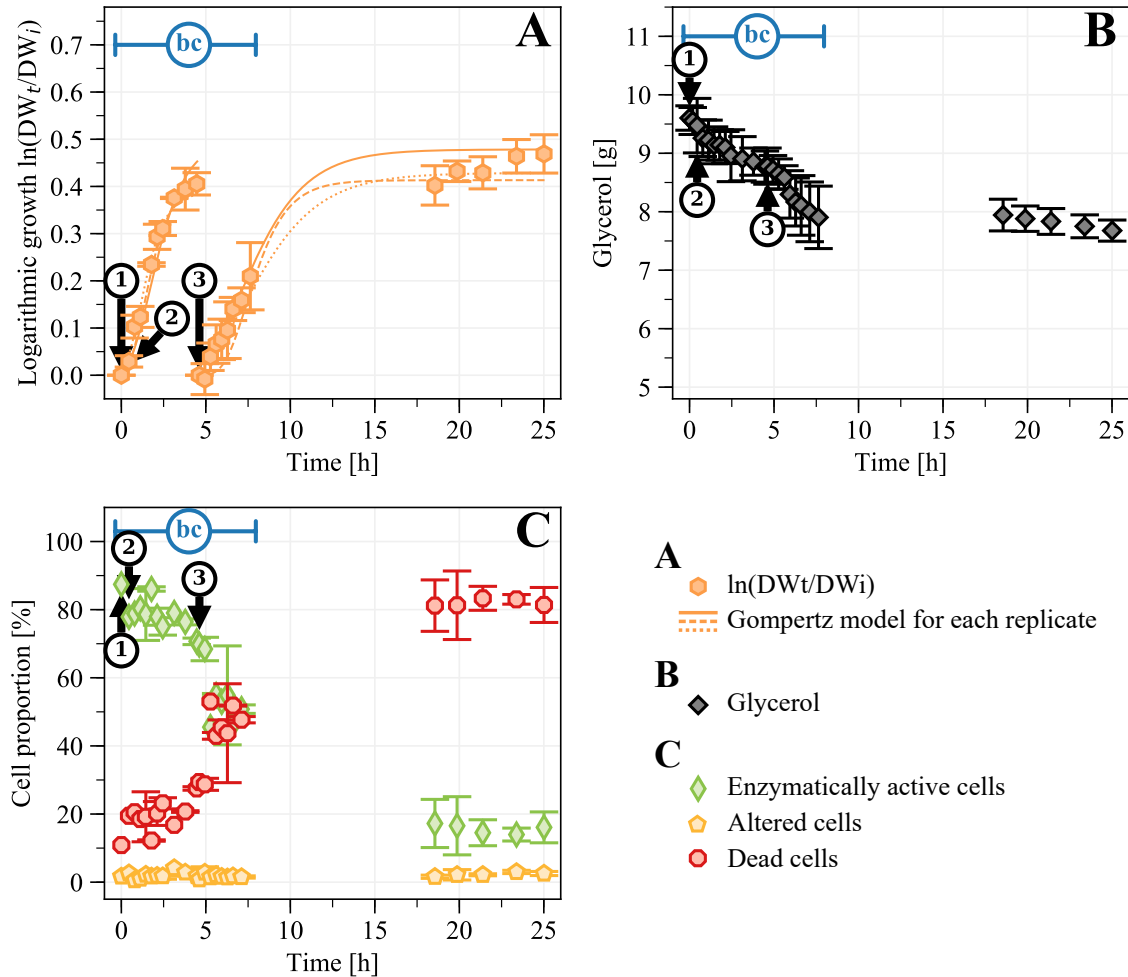 A
bc
0.7
0.6
0.5
0.4
0.3
0.2
0.1
0.0
Logarithmic growth ln(DWt/DWi)
1
2
3
0
5
10
15
20
25
Time [h]
B
bc
11
10
9
8
7
6
5
Glycerol [g]
1
2
3
0
5
10
15
20
25
Time [h]
C
bc
100
80
60
40
20
0
Cell proportion [%]
2
3
1
0
5
10
15
20
25
Time [h]
A
ln(DWt/DWi)
Gompertz model for each replicate
B
Glycerol
C
Enzymatically active cells
Altered cells
Dead cells